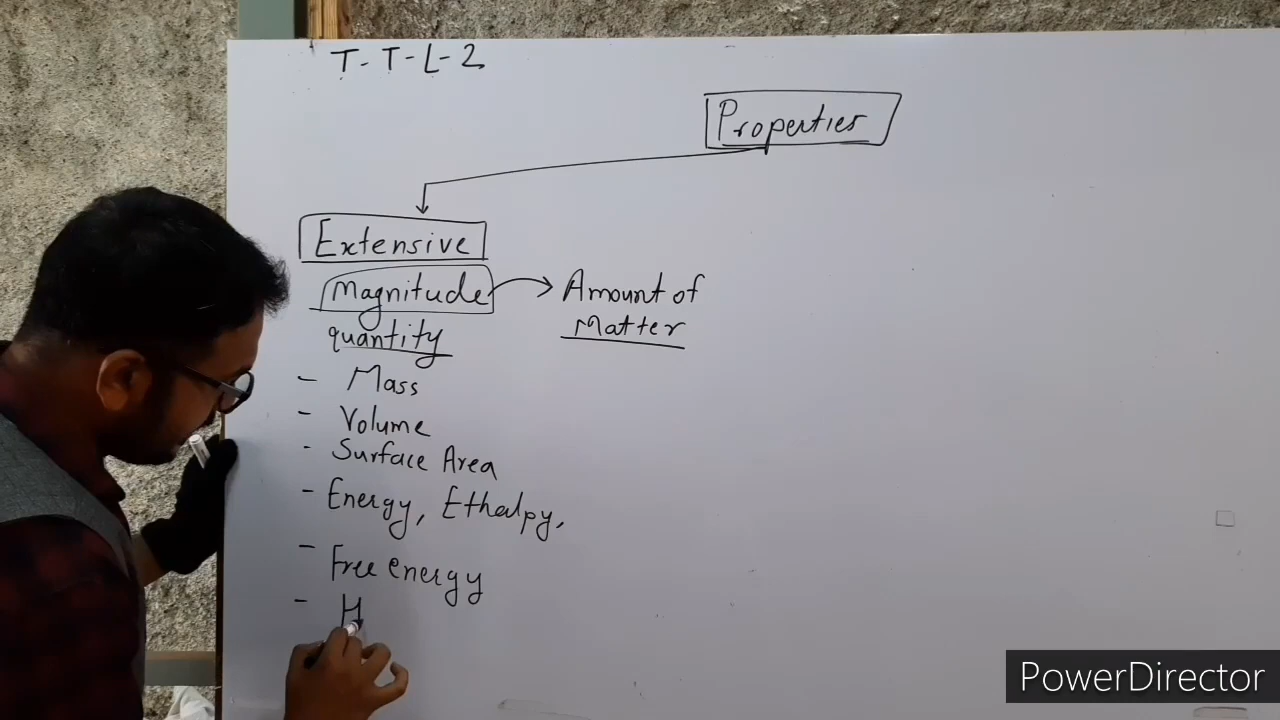 T-T-L-2
Properties
Extensive
Magnitude → Amount of
Matter
quantity
- Mass
- Volume
- Surface Area
- Energy, Ethalpy,
- Free energy
- H
PowerDirector